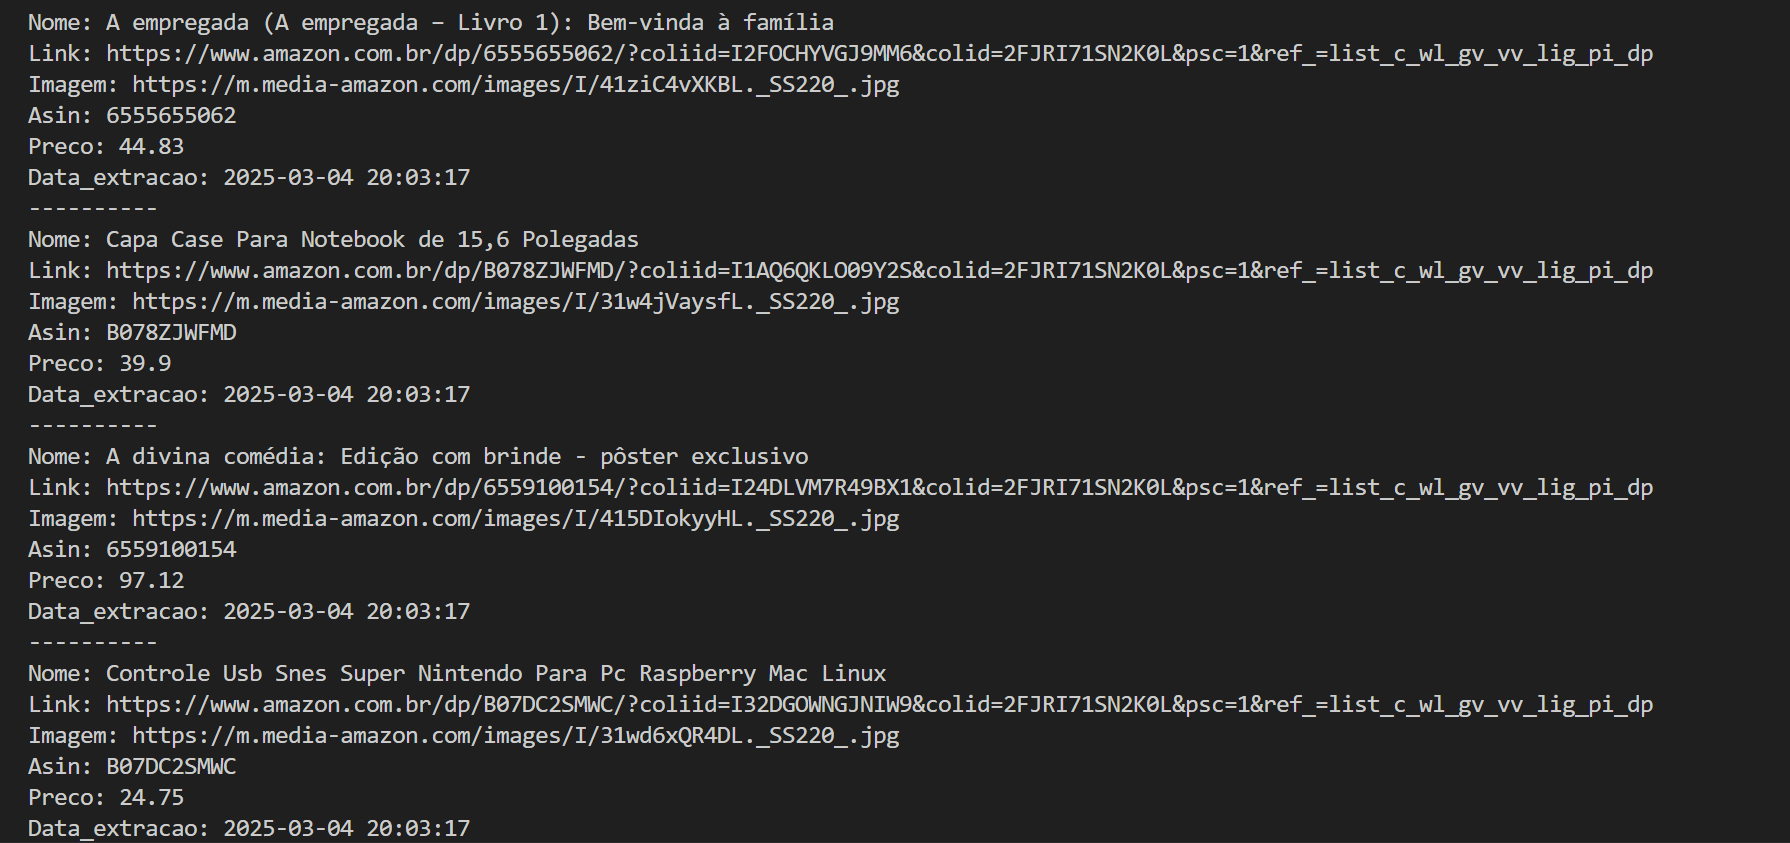 Nome: A empregada (A empregada – Livro 1): Bem-vinda à família
Link: https://www.amazon.com.br/dp/6555655062/?coliid=I2FOCHYVGJ9MM6&colid=2FJRI71SN2K0L&psc=1&ref_=list_c_wl_gv_vv_lig_pi_dp
Imagem: https://m.media-amazon.com/images/I/41ziC4vXKBL._SS220_.jpg
Asin: 6555655062
Preco: 44.83
Data_extracao: 2025-03-04 20:03:17
----------
Nome: Capa Case Para Notebook de 15,6 Polegadas
Link: https://www.amazon.com.br/dp/B078ZJWFMD/?coliid=I1AQ6QKLO09Y2S&colid=2FJRI71SN2K0L&psc=1&ref_=list_c_wl_gv_vv_lig_pi_dp
Imagem: https://m.media-amazon.com/images/I/31w4jVaysfL._SS220_.jpg
Asin: B078ZJWFMD
Preco: 39.9
Data_extracao: 2025-03-04 20:03:17
----------
Nome: A divina comédia: Edição com brinde - pôster exclusivo
Link: https://www.amazon.com.br/dp/6559100154/?coliid=I24DLVM7R49BX1&colid=2FJRI71SN2K0L&psc=1&ref_=list_c_wl_gv_vv_lig_pi_dp
Imagem: https://m.media-amazon.com/images/I/415DIokyyHL._SS220_.jpg
Asin: 6559100154
Preco: 97.12
Data_extracao: 2025-03-04 20:03:17
----------
Nome: Controle Usb Snes Super Nintendo Para Pc Raspberry Mac Linux
Link: https://www.amazon.com.br/dp/B07DC2SMWC/?coliid=I32DGOWNGJNIW9&colid=2FJRI71SN2K0L&psc=1&ref_=list_c_wl_gv_vv_lig_pi_dp
Imagem: https://m.media-amazon.com/images/I/31wd6xQR4DL._SS220_.jpg
Asin: B07DC2SMWC
Preco: 24.75
Data_extracao: 2025-03-04 20:03:17